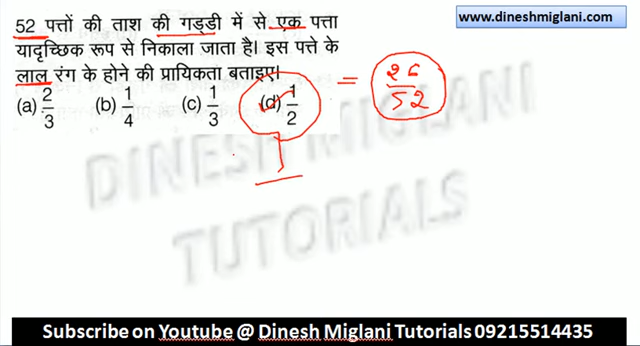 www.dineshmiglani.com
52 पत्तों की ताश की गड्डी में से एक पत्ता
यादृच्छिक रूप से निकाला जाता है। इस पत्ते के
लाल रंग के होने की प्रायिकता बताइए।
(a) 2/3 (b) 1/4 (c) 1/3 (d) 1/2
= 26/52
DINESH MIGLANI
TUTORIALS
Subscribe on Youtube @ Dinesh Miglani Tutorials 09215514435